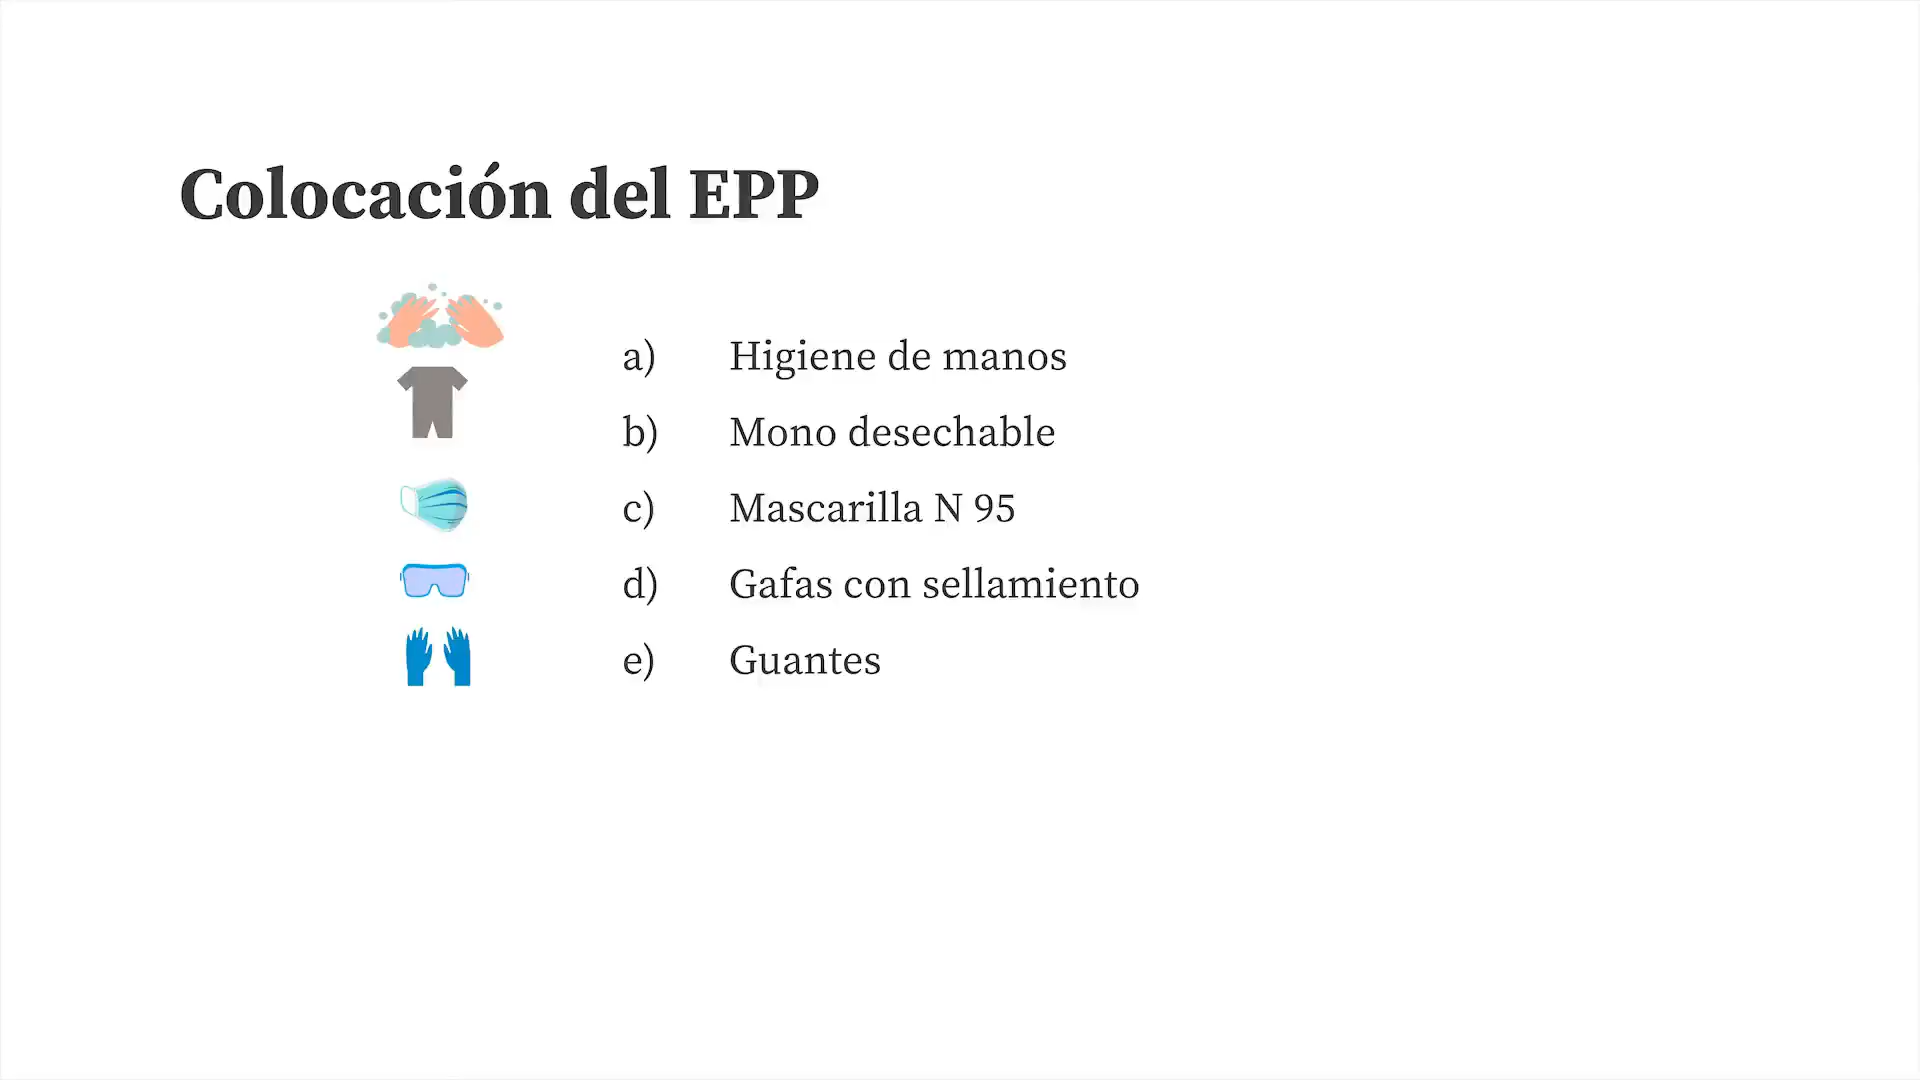 Colocación del EPP
a) Higiene de manos
b) Mono desechable
c) Mascarilla N 95
d) Gafas con sellamiento
e) Guantes